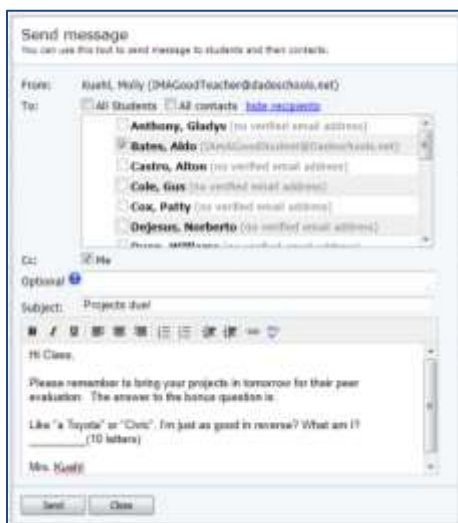 Send message
You can use this tool to send message to students and their contacts.
From: Kuehl, Molly (IMAGoodTeacher@dadeschools.net)
To: All Students All contacts hide recipients
Anthony, Gladys (no verified email address)
Bates, Aldo (IAmAGoodStudent@Dadeschools.net)
Castro, Alton (no verified email address)
Cole, Gus (no verified email address)
Cox, Patty (no verified email address)
Dejesus, Norberto (no verified email address)
Cc: Me
Optional
Subject: Projects due!
B I U
Hi Class,
Please remember to bring your projects in tomorrow for their peer
evaluation. The answer to the bonus question is
Like "a Toyota" or "Civic". I'm just as good in reverse? What am I?
__________(10 letters)
Mrs. Kuehl
Send Close